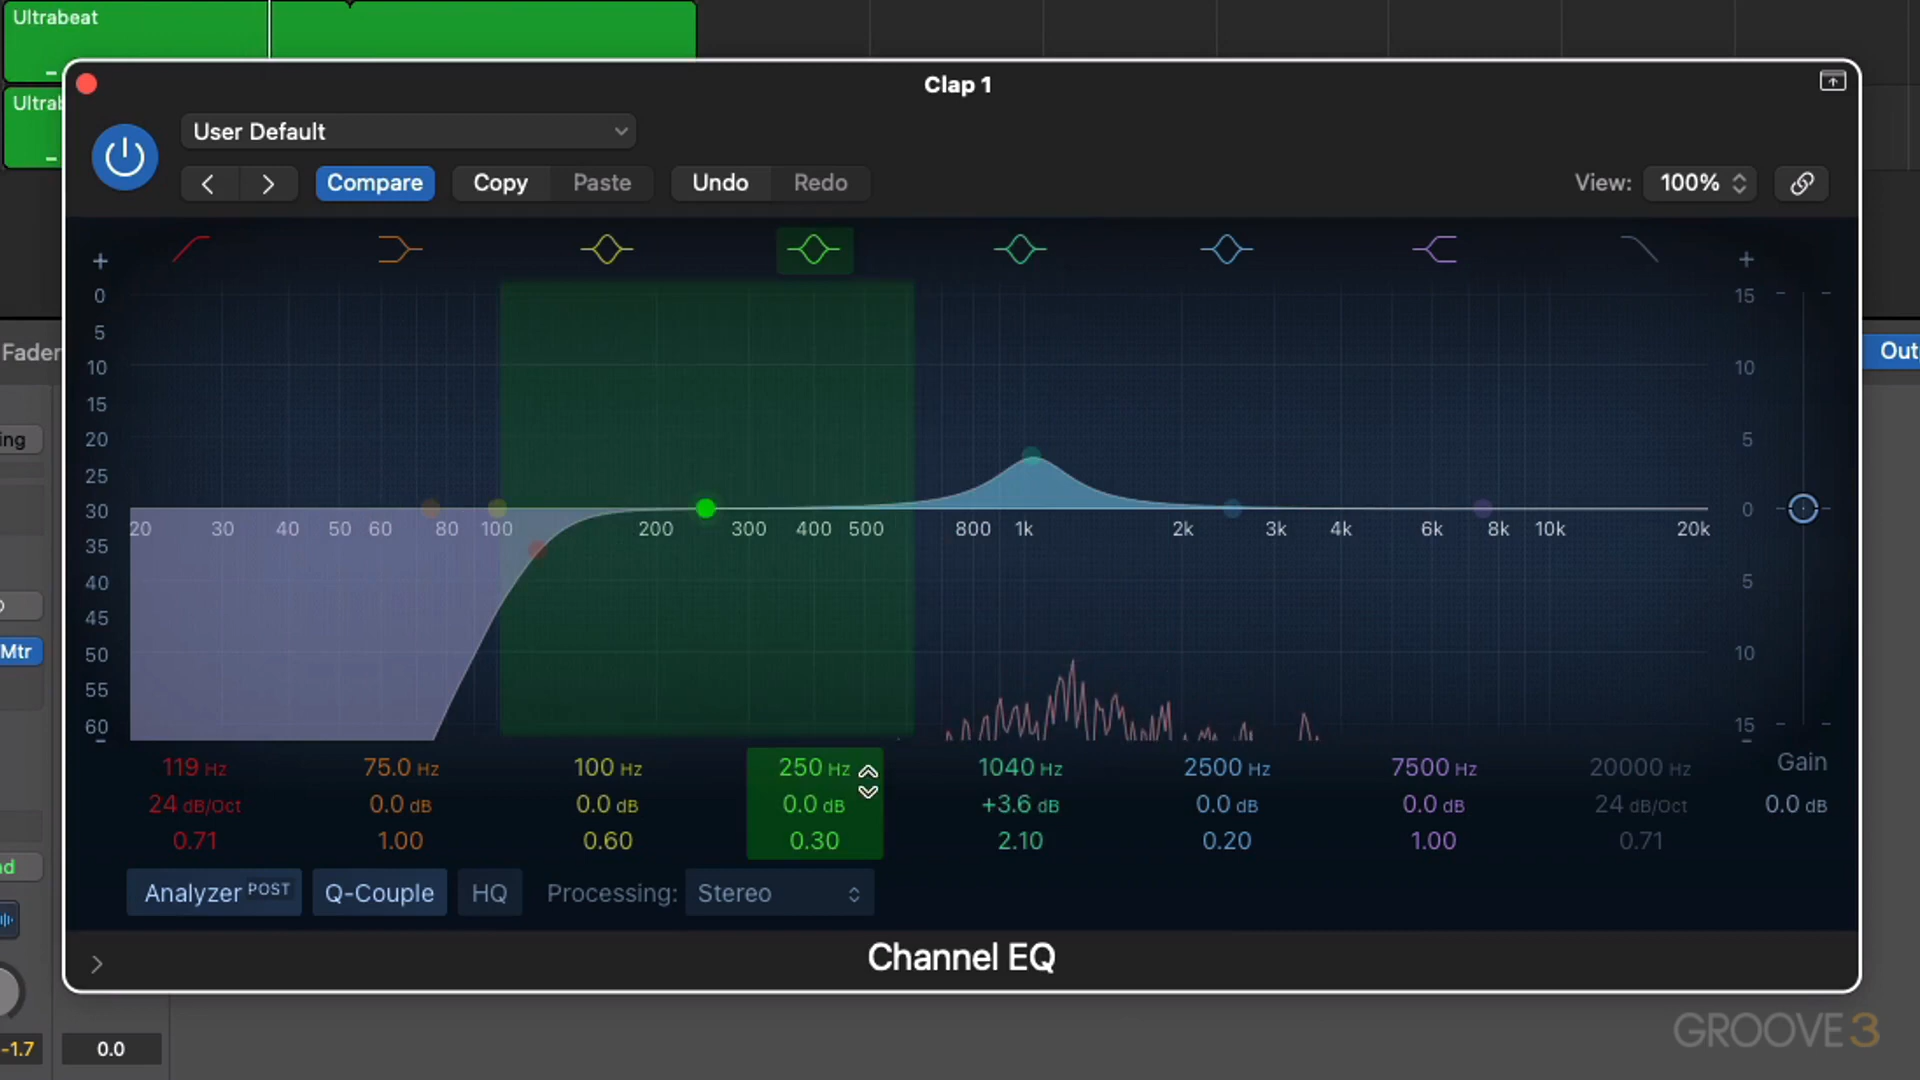 Ultrabeat
Ultrab
Clap 1
User Default
Compare Copy Paste Undo Redo View: 100%
+ +
0 15
5
10 10
15
20 5
25
30 0
20 30 40 50 60 80 100 200 300 400 500 800 1k 2k 3k 4k 6k 8k 10k 20k
35
40 5
45
50 10
55
60 15
119 Hz 75.0 Hz 100 Hz 250 Hz 1040 Hz 2500 Hz 7500 Hz 20000 Hz Gain
24 dB/Oct 0.0 dB 0.0 dB 0.0 dB +3.6 dB 0.0 dB 0.0 dB 24 dB/Oct 0.0 dB
0.71 1.00 0.60 0.30 2.10 0.20 1.00 0.71
Analyzer POST Q-Couple HQ Processing: Stereo
Channel EQ
Fader
ing
Mtr
d
-1.7 0.0
Out
GROOVE 3